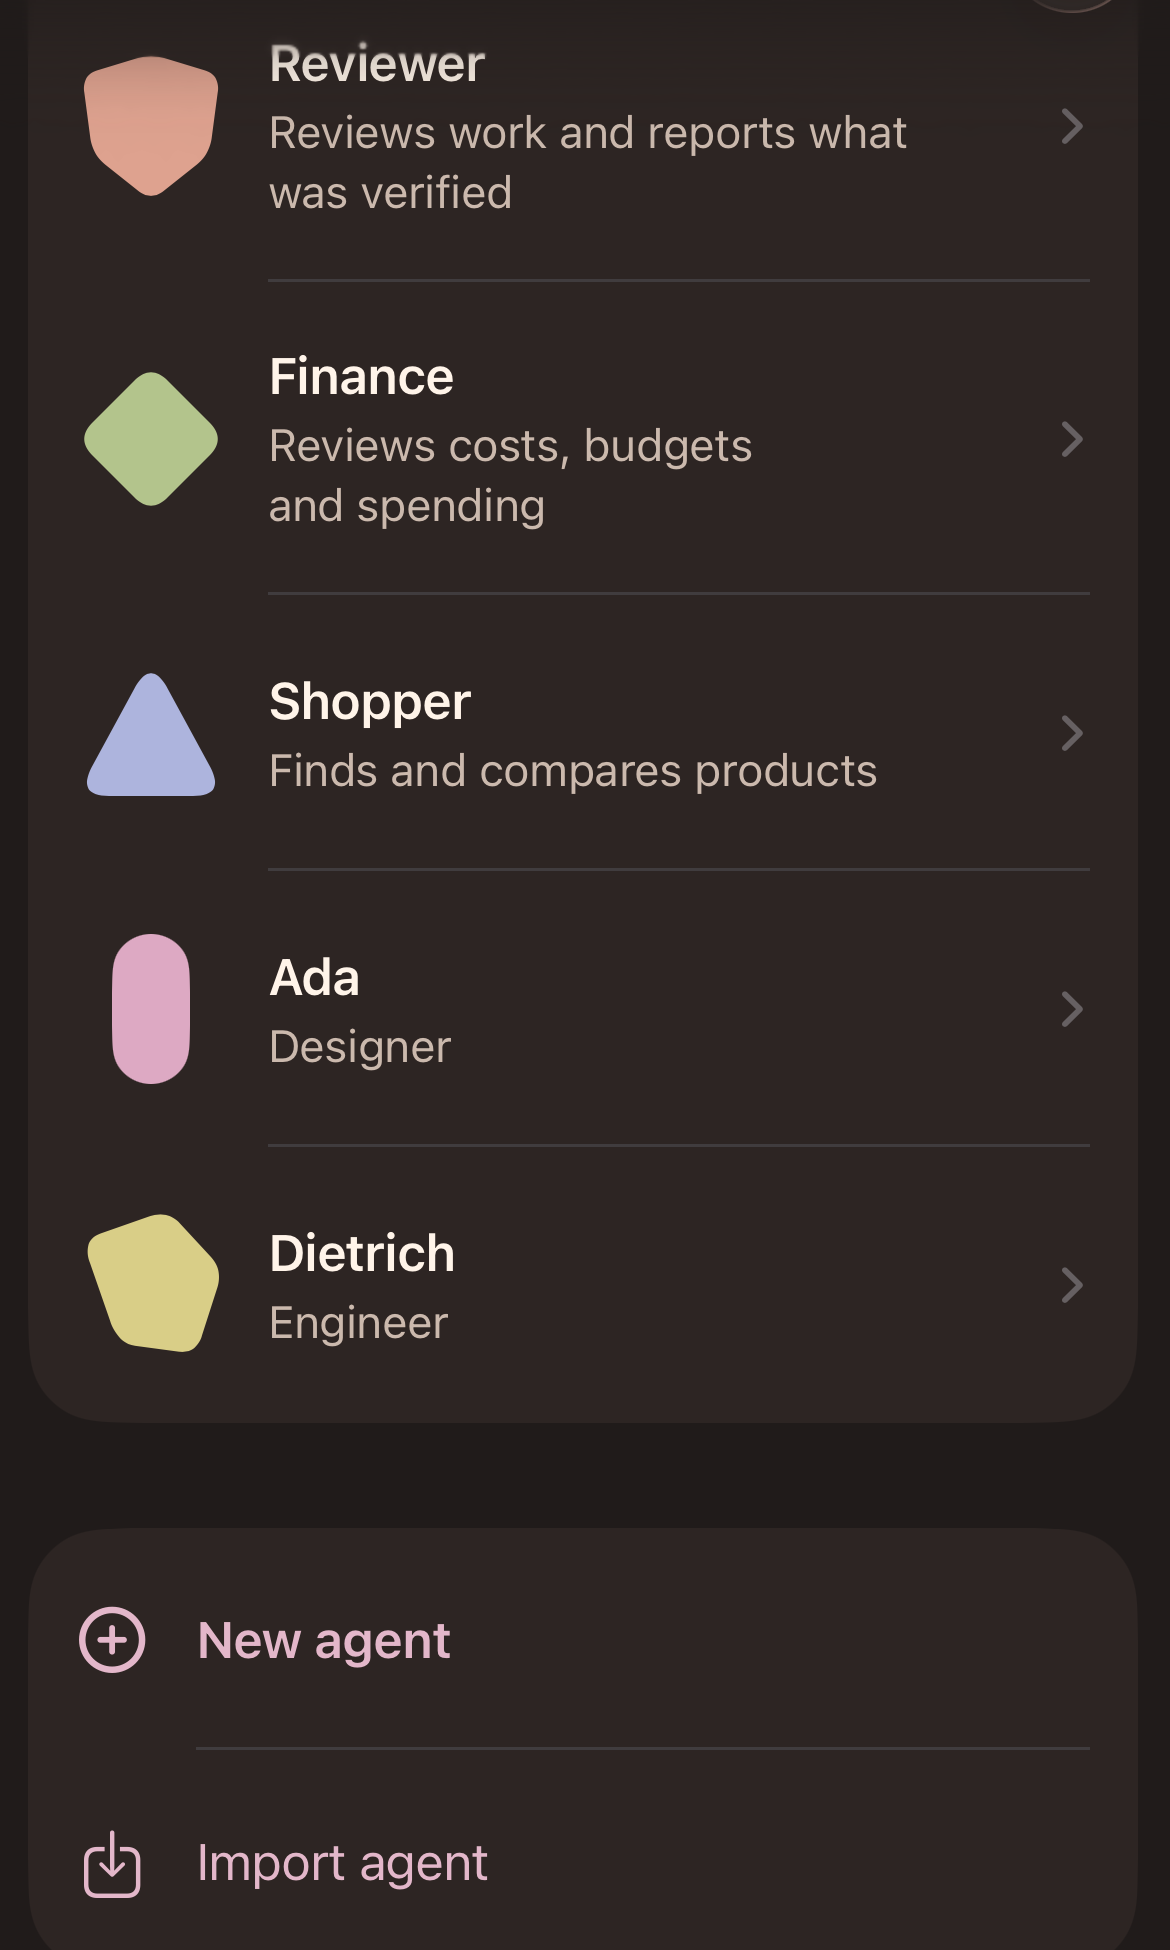 Reviewer
Reviews work and reports what
was verified
Finance
Reviews costs, budgets
and spending
Shopper
Finds and compares products
Ada
Designer
Dietrich
Engineer
New agent
Import agent